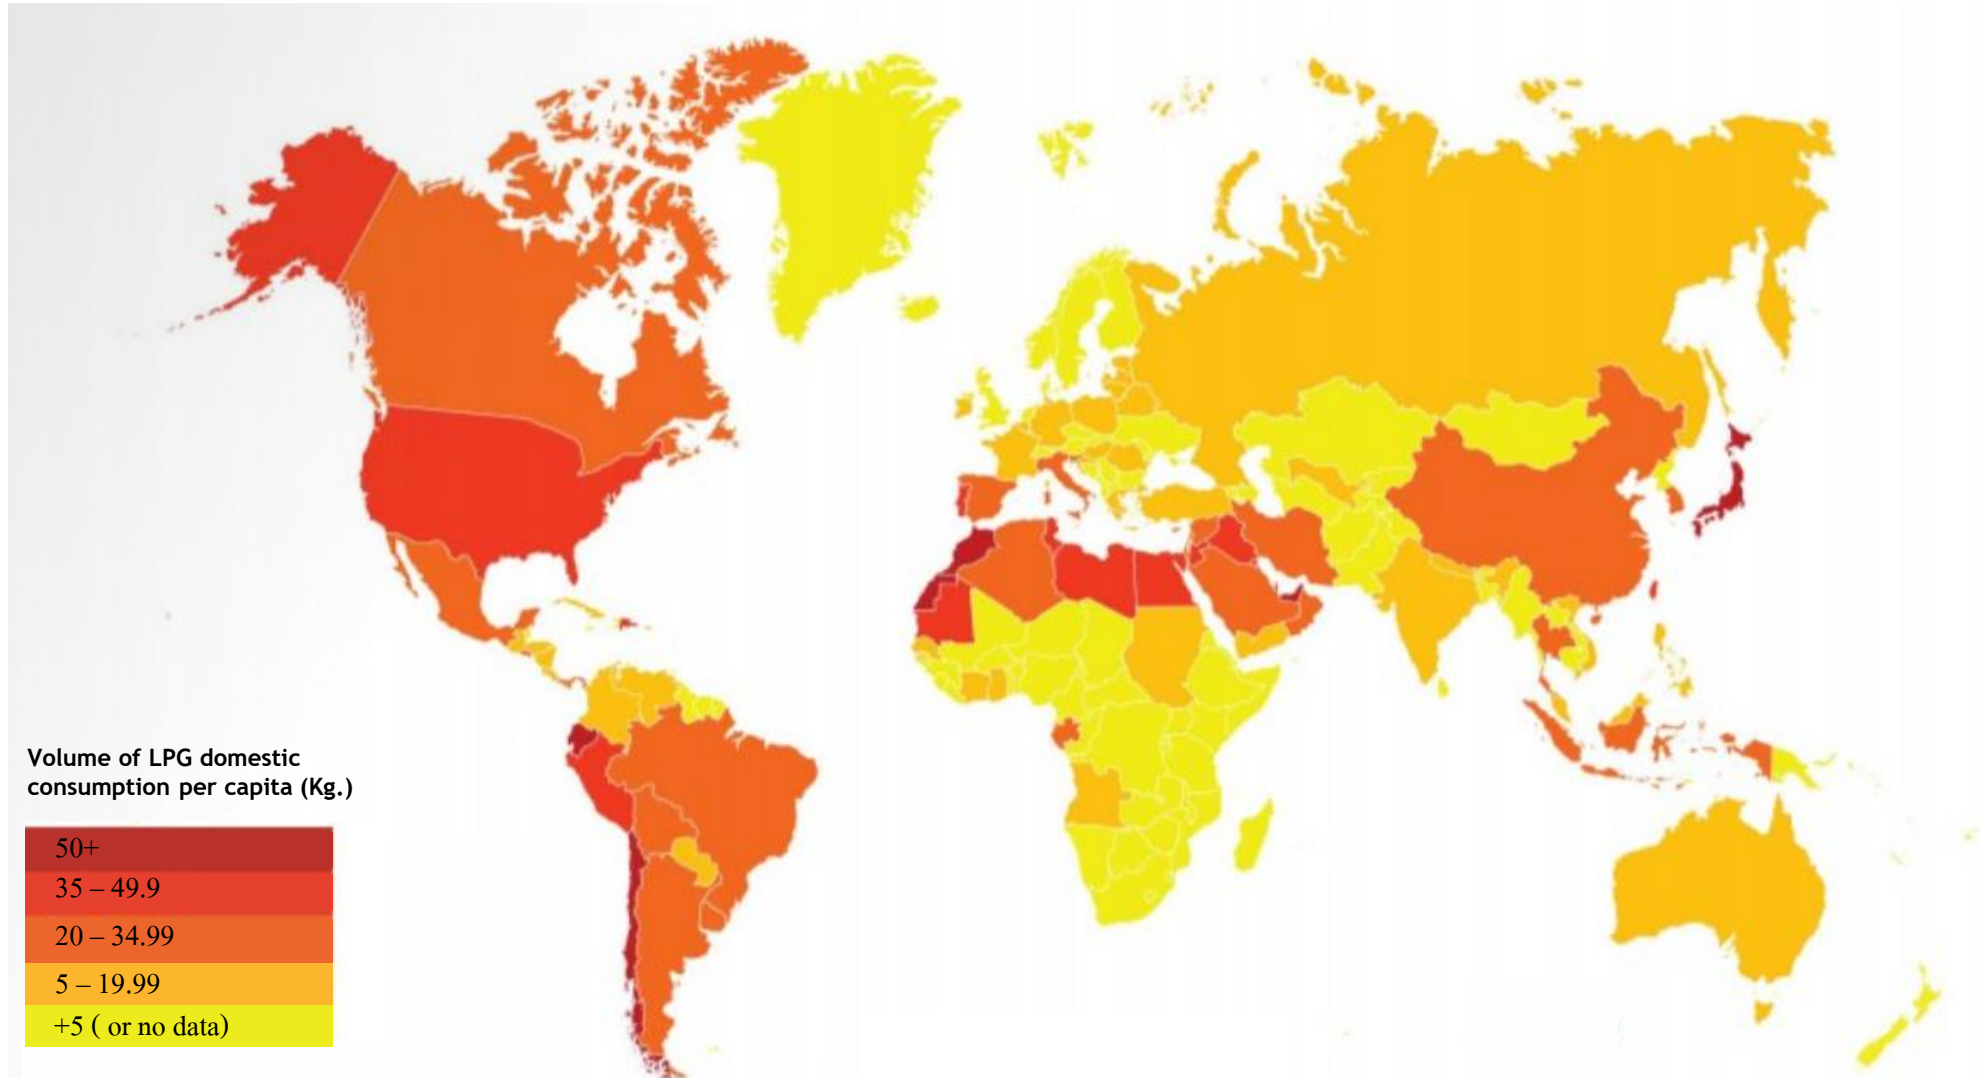 Volume of LPG domestic
consumption per capita (Kg.)
50+
35 – 49.9
20 – 34.99
5 – 19.99
+5 ( or no data)